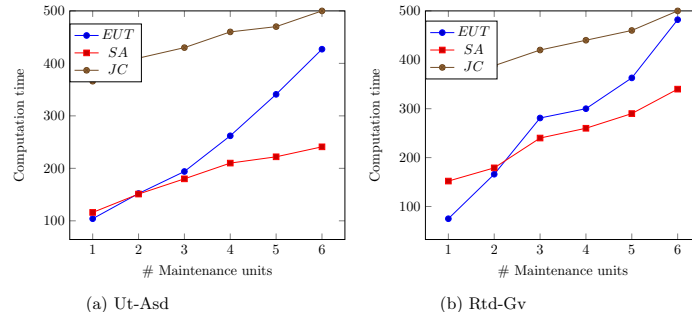 500
400
300
200
100
Computation time
EUT
SA
JC
1 2 3 4 5 6
# Maintenance units
(a) Ut-Asd
500
400
300
200
100
Computation time
EUT
SA
JC
1 2 3 4 5 6
# Maintenance units
(b) Rtd-Gv